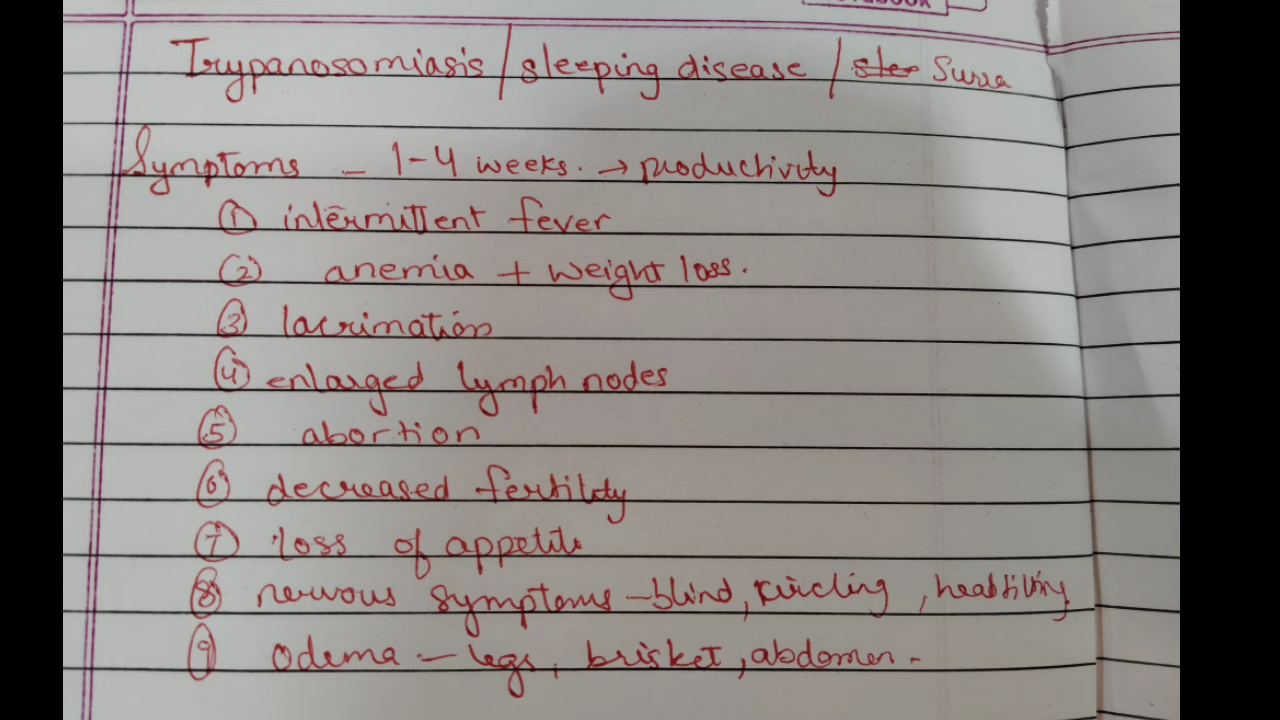 Trypanosomiasis / sleeping disease / Surra
Symptoms - 1-4 weeks. → productivity
① intermittent fever
② anemia + weight loss.
③ lacrimation
④ enlarged lymph nodes
⑤ abortion
⑥ decreased fertility
⑦ loss of appetite
⑧ nervous symptoms - blind, circling, headtilting
⑨ Odema - legs, brisket, abdomen.